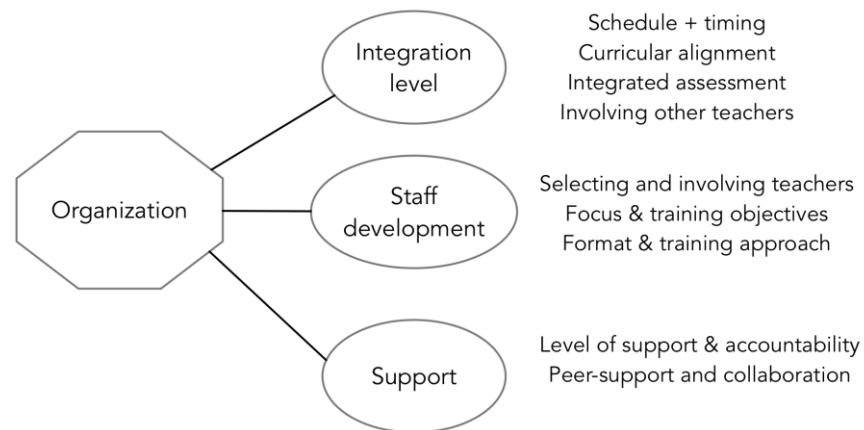 Organization
Integration
level
Schedule + timing
Curricular alignment
Integrated assessment
Involving other teachers
Staff
development
Selecting and involving teachers
Focus & training objectives
Format & training approach
Support
Level of support & accountability
Peer-support and collaboration